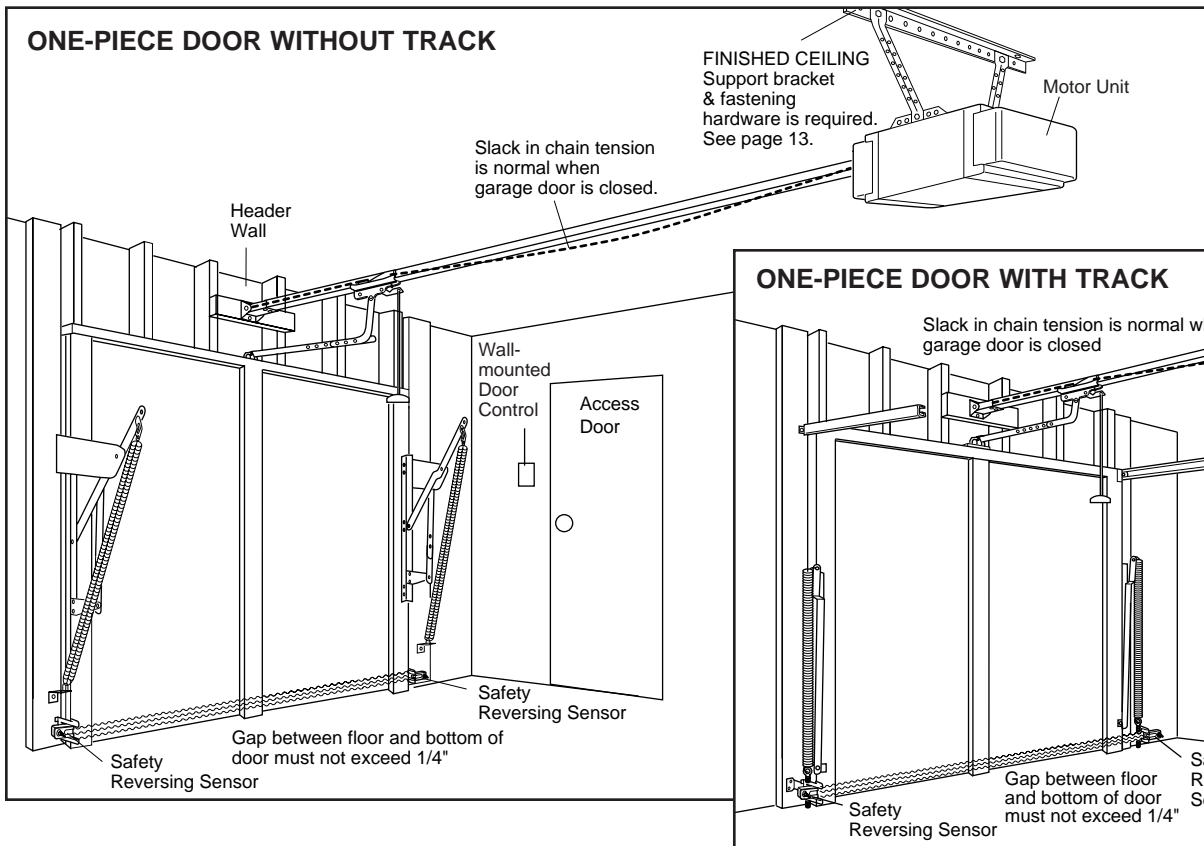 ONE-PIECE DOOR WITHOUT TRACK
FINISHED CEILING
Support bracket
& fastening
hardware is required.
See page 13.
Motor Unit
Slack in chain tension
is normal when
garage door is closed.
Header
Wall
Wall-
mounted
Door
Control
Access
Door
Safety
Reversing Sensor
Gap between floor and bottom of
door must not exceed 1/4"
Safety
Reversing Sensor
ONE-PIECE DOOR WITH TRACK
Slack in chain tension is normal
garage door is closed
Gap between floor
and bottom of door
must not exceed 1/4"
Safety
Reversing Sensor